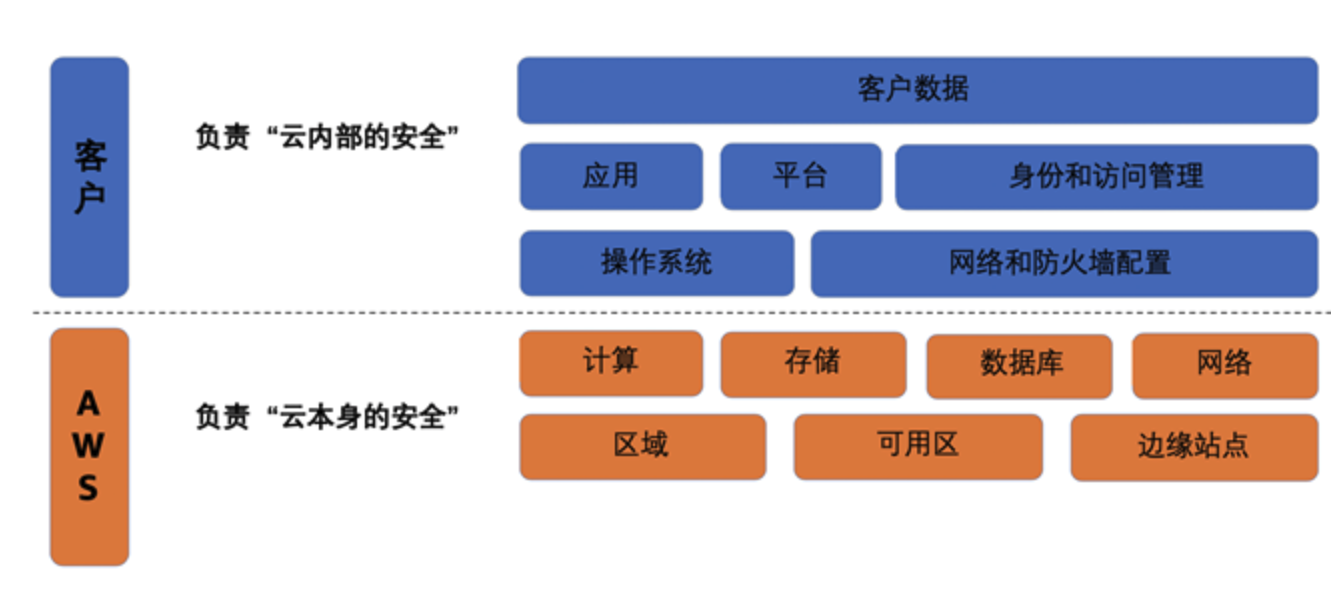 客户
负责 “云内部的安全”
客户数据
应用 平台 身份和访问管理
操作系统 网络和防火墙配置
AWS
负责 “云本身的安全”
计算 存储 数据库 网络
区域 可用区 边缘站点